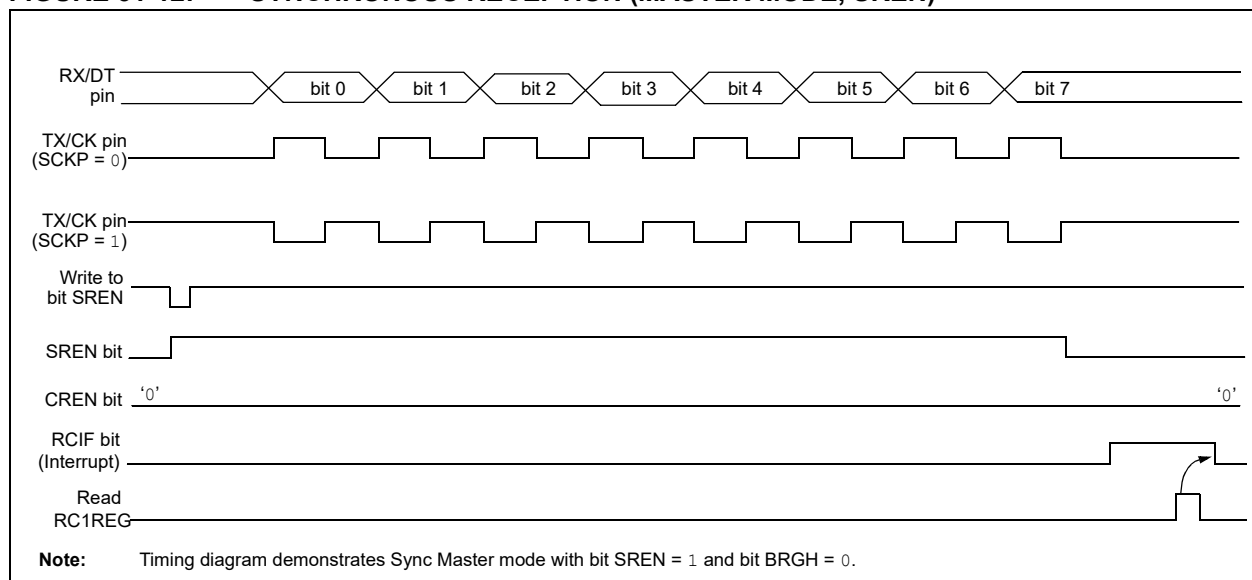 RX/DT
pin
bit 0 bit 1 bit 2 bit 3 bit 4 bit 5 bit 6 bit 7
TX/CK pin
(SCKP = 0)
TX/CK pin
(SCKP = 1)
Write to
bit SREN
SREN bit
CREN bit ‘0’ ‘0’
RCIF bit
(Interrupt)
Read
RC1REG
Note: Timing diagram demonstrates Sync Master mode with bit SREN = 1 and bit BRGH = 0.